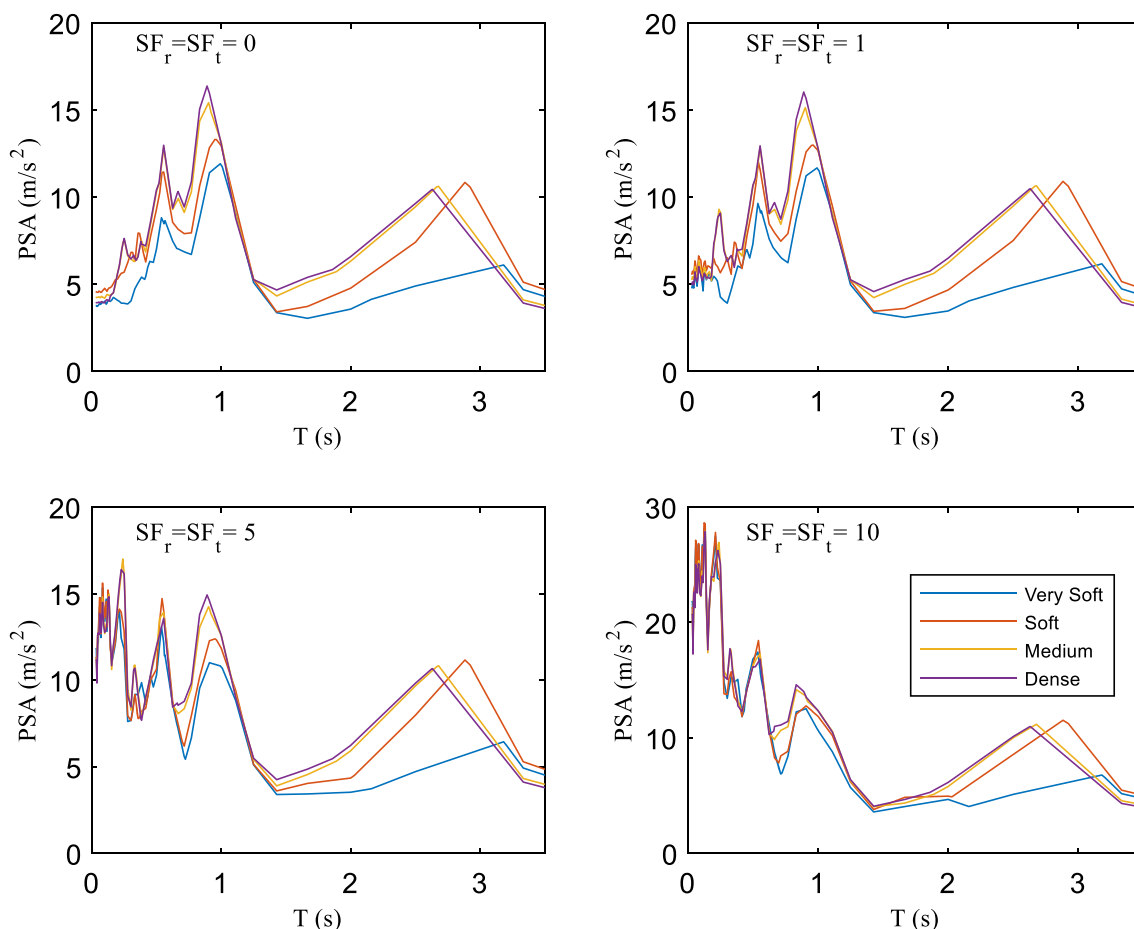 SFr=SFt= 0
PSA (m/s²)
20
15
10
5
0
0 1 2 3
T (s)
SFr=SFt= 1
PSA (m/s²)
20
15
10
5
0
0 1 2 3
T (s)
SFr=SFt= 5
PSA (m/s²)
20
15
10
5
0
0 1 2 3
T (s)
SFr=SFt= 10
PSA (m/s²)
30
20
10
0
0 1 2 3
T (s)
Very Soft
Soft
Medium
Dense